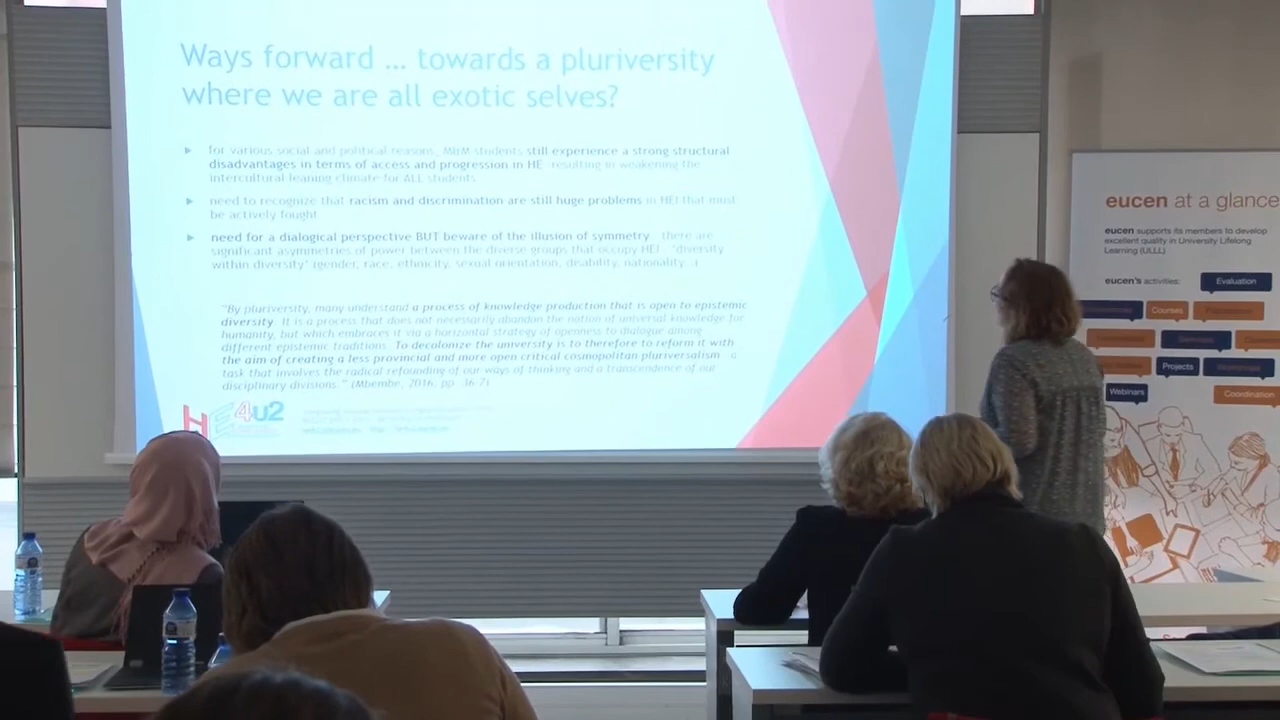 Ways forward ... towards a pluriversity
where we are all exotic selves?
for various social and political reasons, M&M students still experience a strong structural
disadvantages in terms of access and progression in HE resulting in weakening the
intercultural leaning climate for ALL students
need to recognize that racism and discrimination are still huge problems in HEI that must
be actively fought
need for a dialogical perspective BUT beware of the illusion of symmetry there are
significant asymmetries of power between the diverse groups that occupy HEI. "diversity
within diversity" (gender, race, ethnicity, sexual orientation, disability, nationality...)
"By pluriversity, many understand a process of knowledge production that is open to epistemic
diversity. It is a process that does not necessarily abandon the notion of universal knowledge for
humanity, but which embraces it via a horizontal strategy of openness to dialogue among
different epistemic traditions. To decolonize the university is to therefore to reform it with
the aim of creating a less provincial and more open critical cosmopolitan pluriversalism - a
task that involves the radical refounding of our ways of thinking and a transcendence of our
disciplinary divisions." (Mbembe, 2016, pp. 36-7)
HE4u2
eucen at a glance
eucen supports its members to develop
excellent quality in University Lifelong
Learning (ULLL)
eucen's activities:
Evaluation
Courses
Projects
Webinars
Coordination